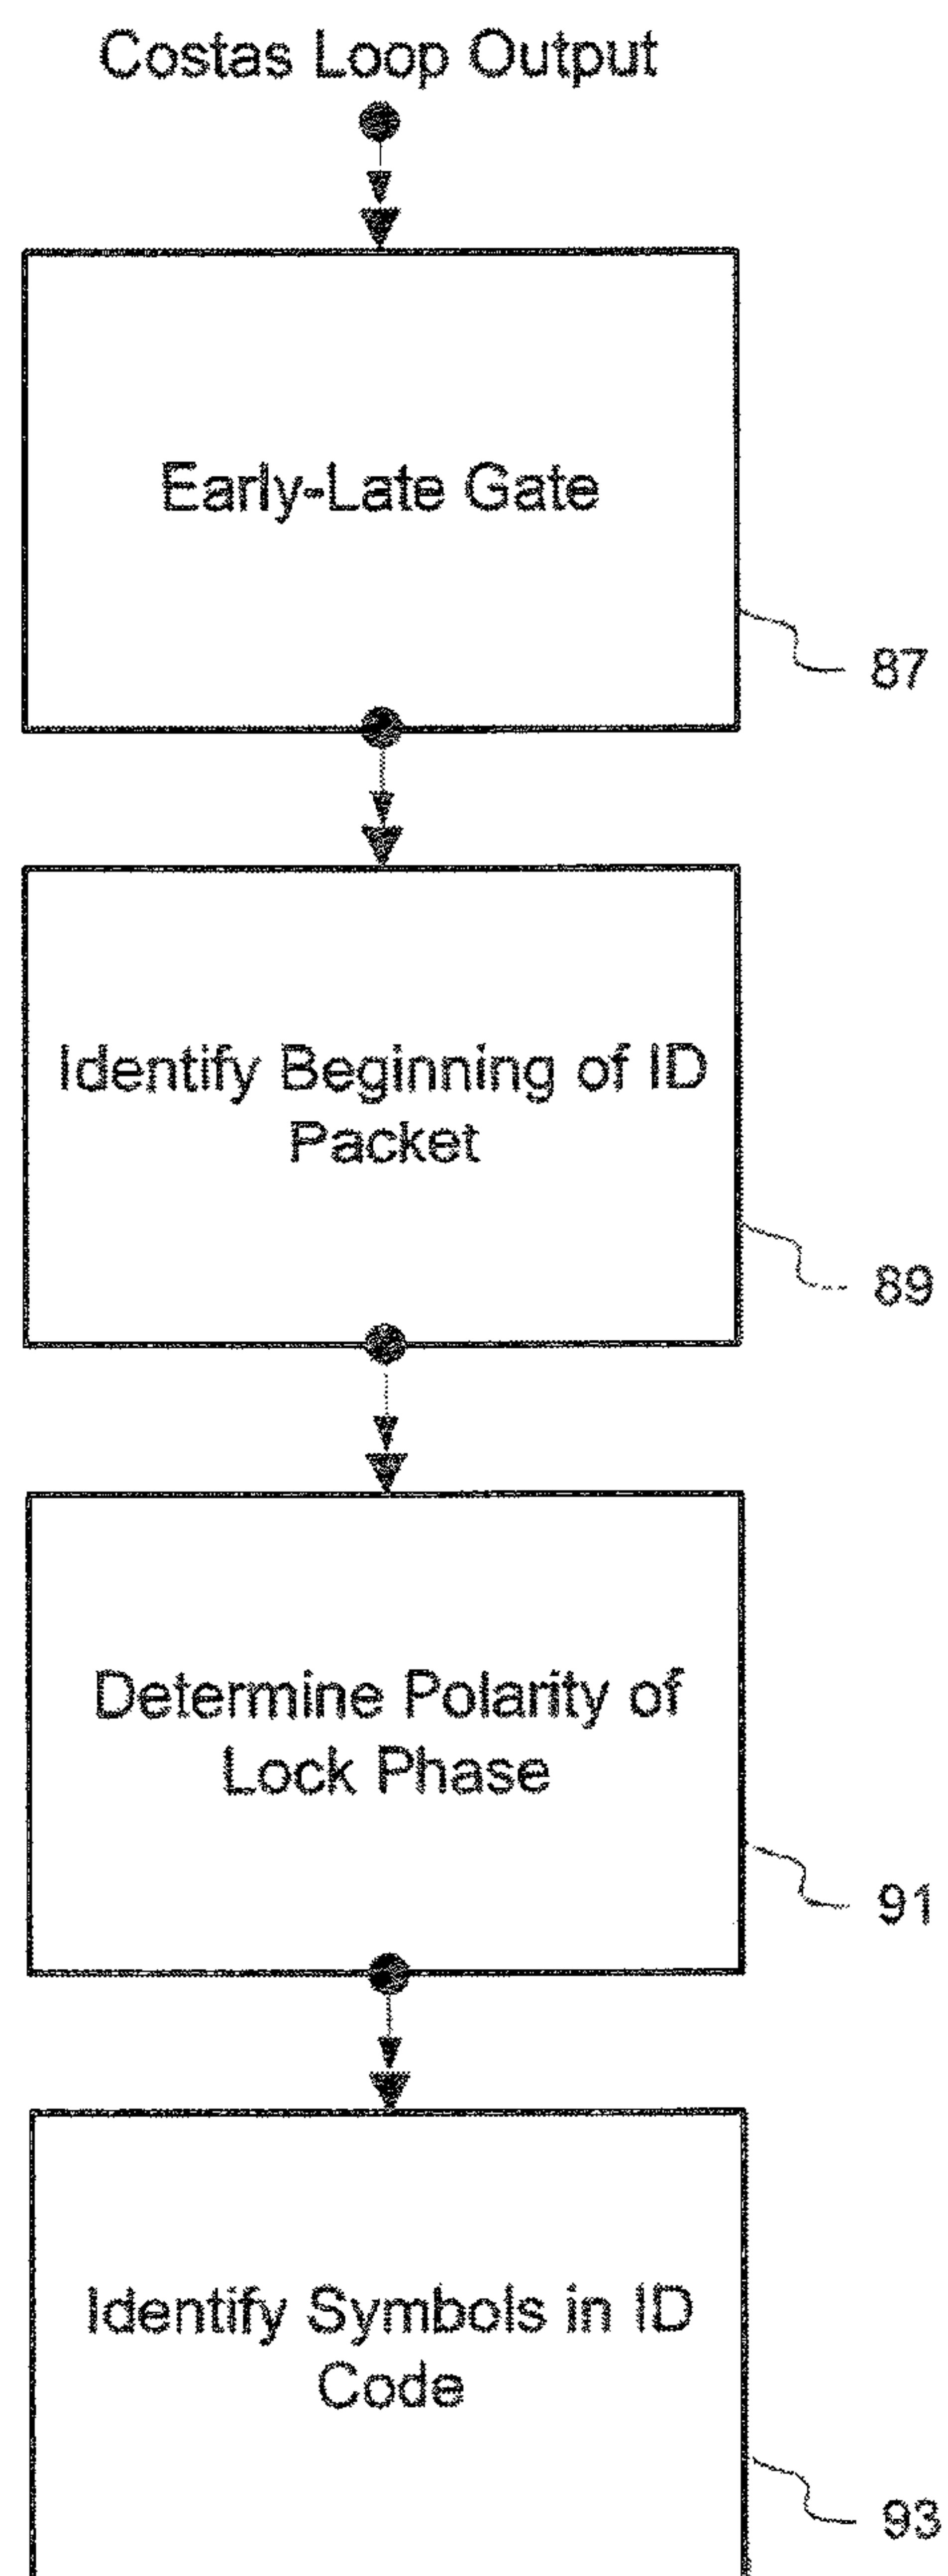 Costas Loop Output
Early-Late Gate
87
Identify Beginning of ID
Packet
89
Determine Polarity of
Lock Phase
91
Identify Symbols in ID
Code
93